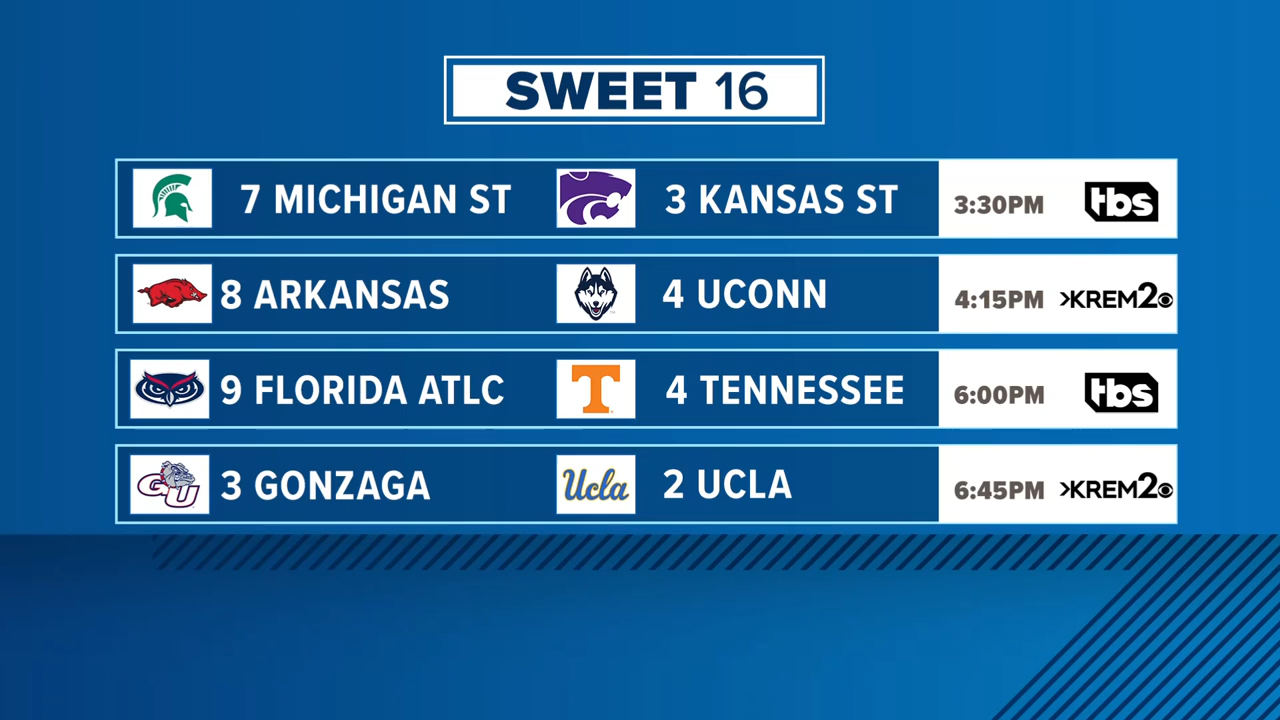 SWEET 16
7 MICHIGAN ST 3 KANSAS ST 3:30PM tbs
8 ARKANSAS 4 UCONN 4:15PM >KREM2
9 FLORIDA ATLC T 4 TENNESSEE 6:00PM tbs
GU 3 GONZAGA Ucla 2 UCLA 6:45PM >KREM2